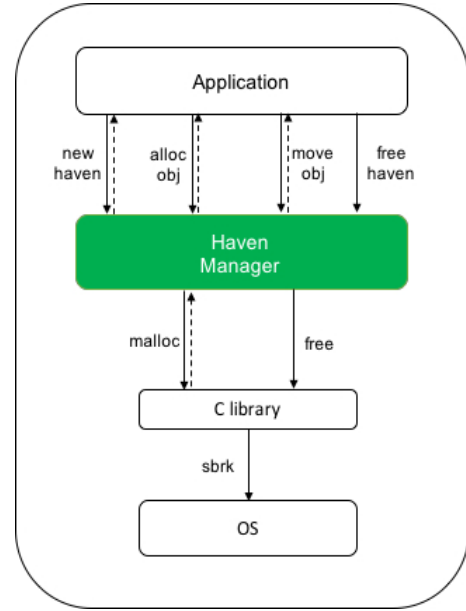 Application
new
haven
alloc
obj
move
obj
free
haven
Haven
Manager
malloc
free
C library
sbrk
OS